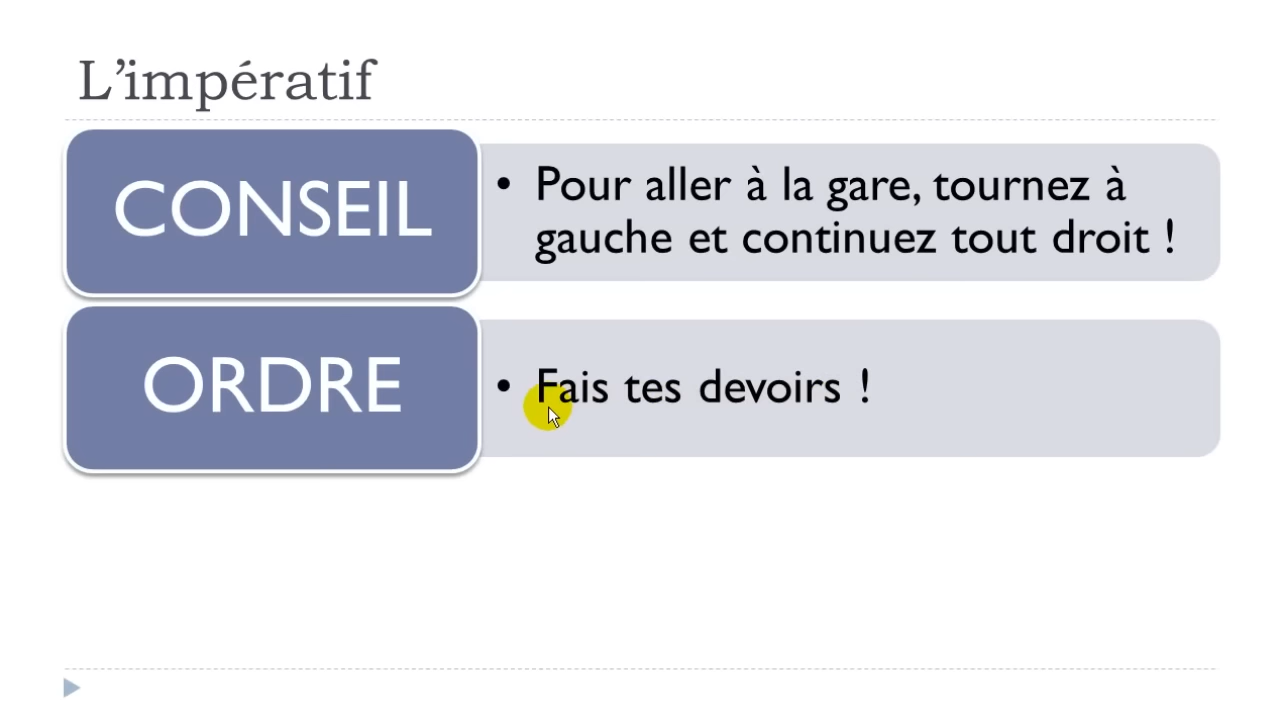 L’impératif
CONSEIL
• Pour aller à la gare, tournez à
gauche et continuez tout droit !
ORDRE
• Fais tes devoirs !